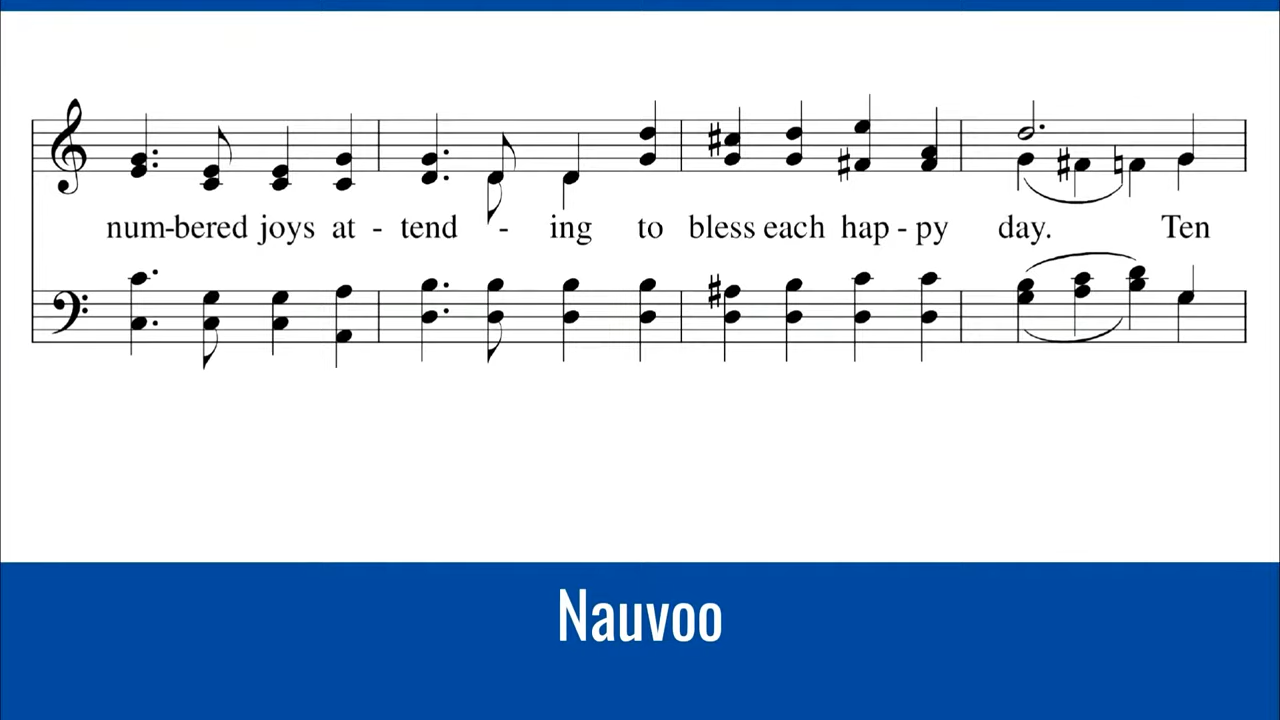 num-bered joys at - tend - ing to bless each hap - py day. Ten
Nauvoo